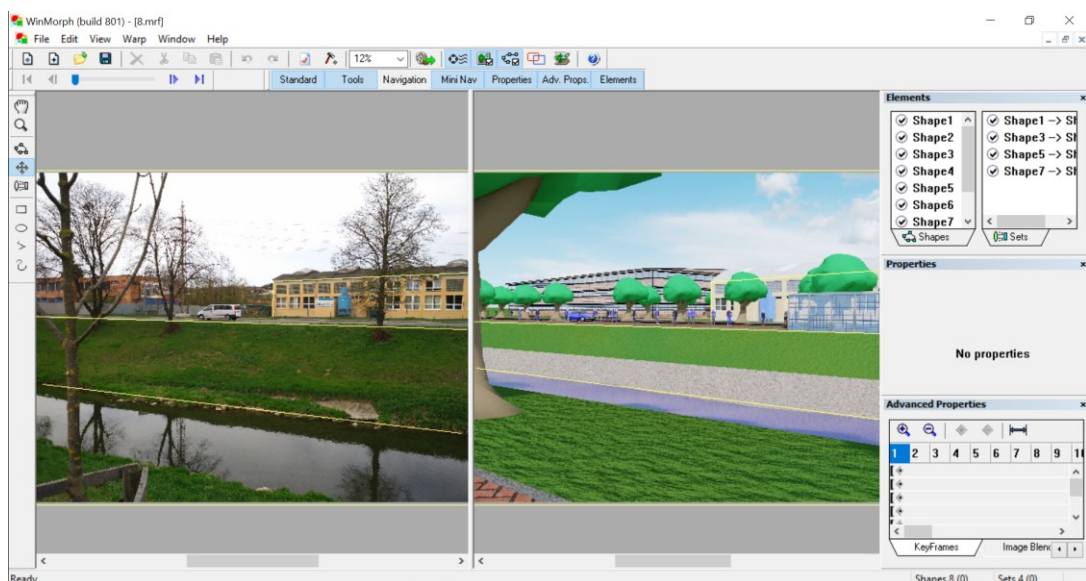 WinMorph (build 801) - [8.mrf]
File Edit View Warp Window Help
12%
Standard Tools Navigation Mini Nav Properties Adv. Props. Elements
Elements
Shape1
Shape2
Shape3
Shape4
Shape5
Shape6
Shape7
Shapes
Shape1 -> Sh
Shape3 -> Sh
Shape5 -> Sh
Shape7 -> Sh
Sets
Properties
No properties
Advanced Properties
1 2 3 4 5 6 7 8 9 10
KeyFrames Image Blend
Ready
Shapes 8 (0) Sets 4 (0)